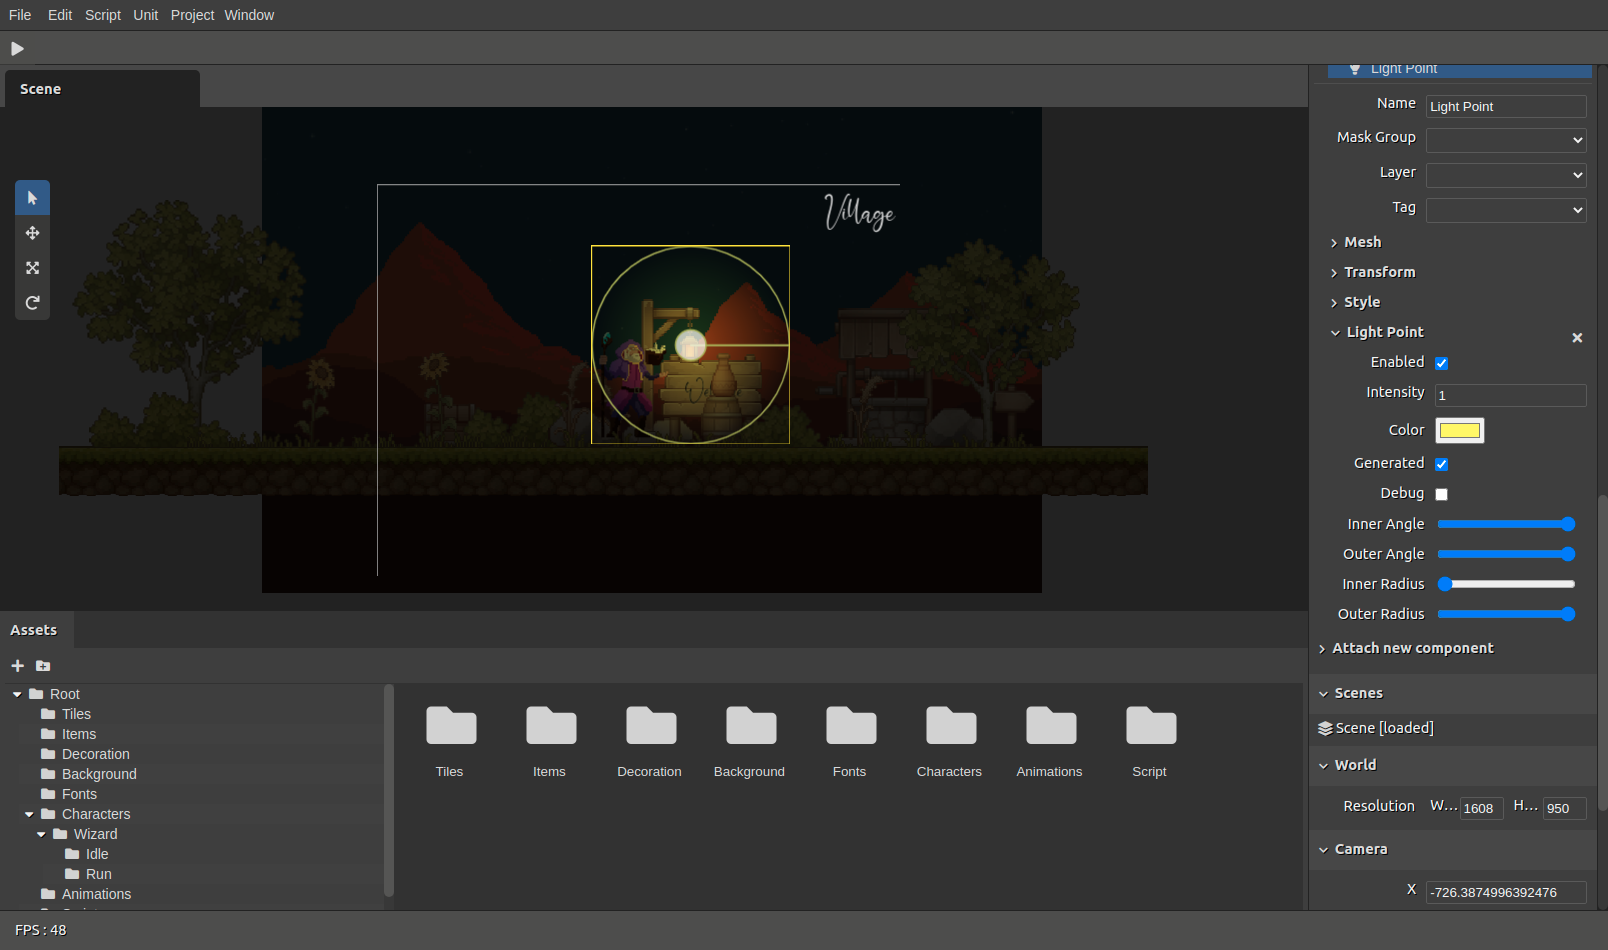 File Edit Script Unit Project Window
Scene
Village
Light Point
Name Light Point
Mask Group
Layer
Tag
Mesh
Transform
Style
Light Point
Enabled
Intensity 1
Color
Generated
Debug
Inner Angle
Outer Angle
Inner Radius
Outer Radius
Attach new component
Scenes
Scene [loaded]
World
Resolution W... 1608 H... 950
Camera
X -726.3874996392476
Assets
Root
Tiles
Items
Decoration
Background
Fonts
Characters
Wizard
Idle
Run
Animations
Tiles Items Decoration Background Fonts Characters Animations Script
FPS : 48